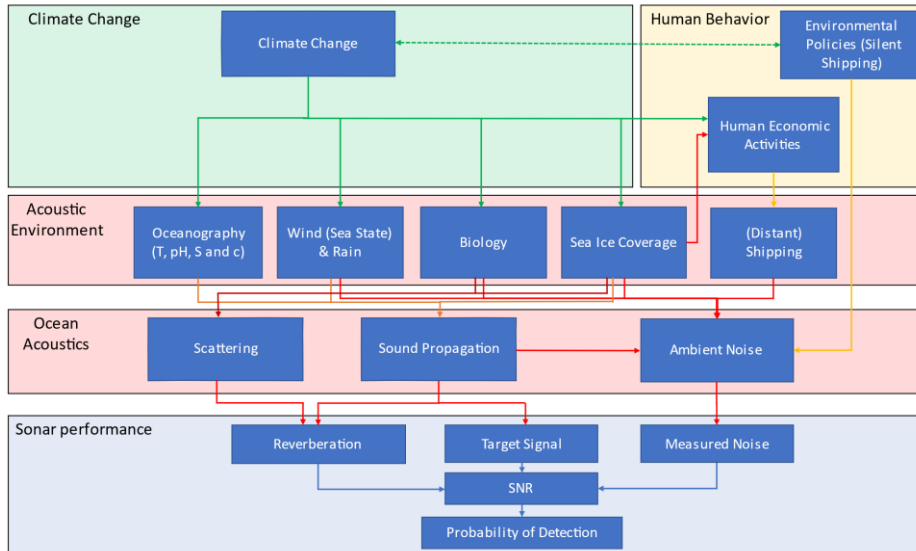 Climate Change
Human Behavior
Climate Change
Environmental
Policies (Silent
Shipping)
Human Economic
Activities
Acoustic
Environment
Oceanography
(T, pH, S and c)
Wind (Sea State)
& Rain
Biology
Sea Ice Coverage
(Distant)
Shipping
Ocean
Acoustics
Scattering
Sound Propagation
Ambient Noise
Sonar performance
Reverberation
Target Signal
Measured Noise
SNR
Probability of Detection